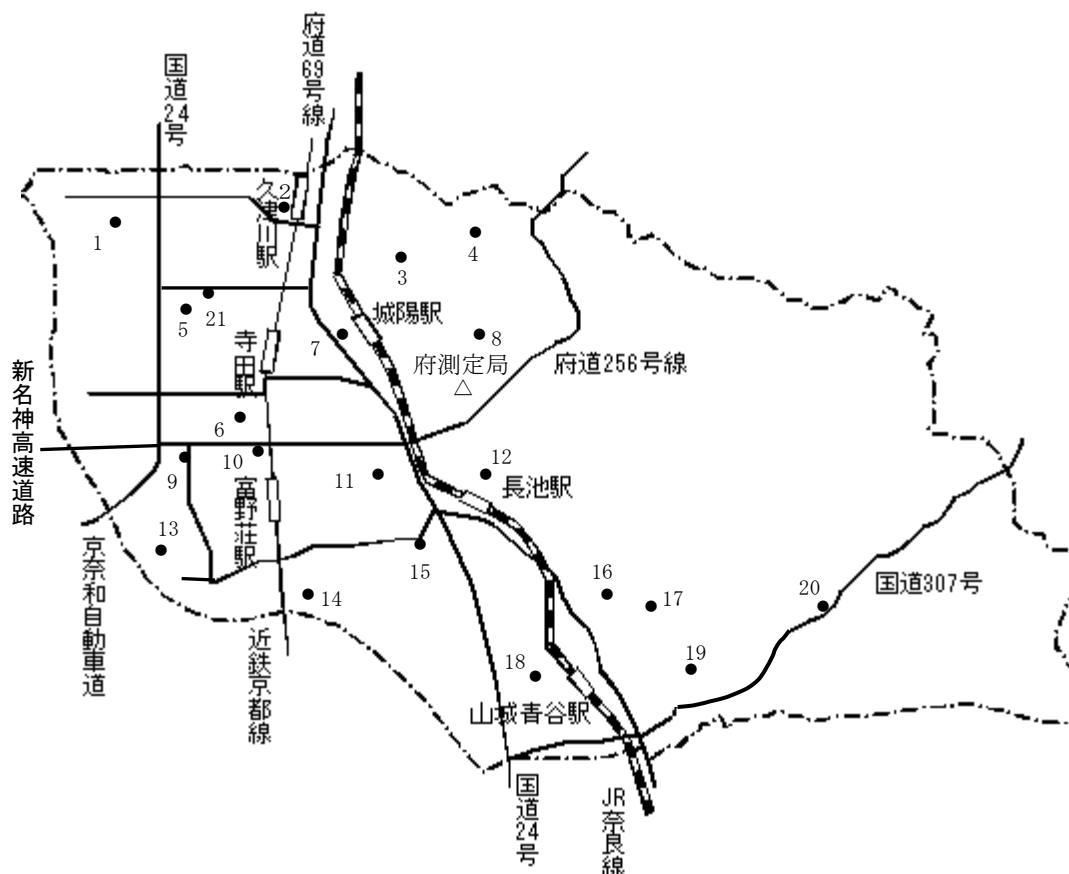 府道69号線
国道24号
久津川駅
2
1
4
3
城陽駅
5
21
7
8
寺田駅
府測定局
府道256号線
新名神高速道路
6
10
9
11
12
長池駅
富野荘駅
13
15
京奈和自動車道
14
16
17
20
国道307号
近鉄京都線
18
19
山城青谷駅
国道24号
JR奈良線